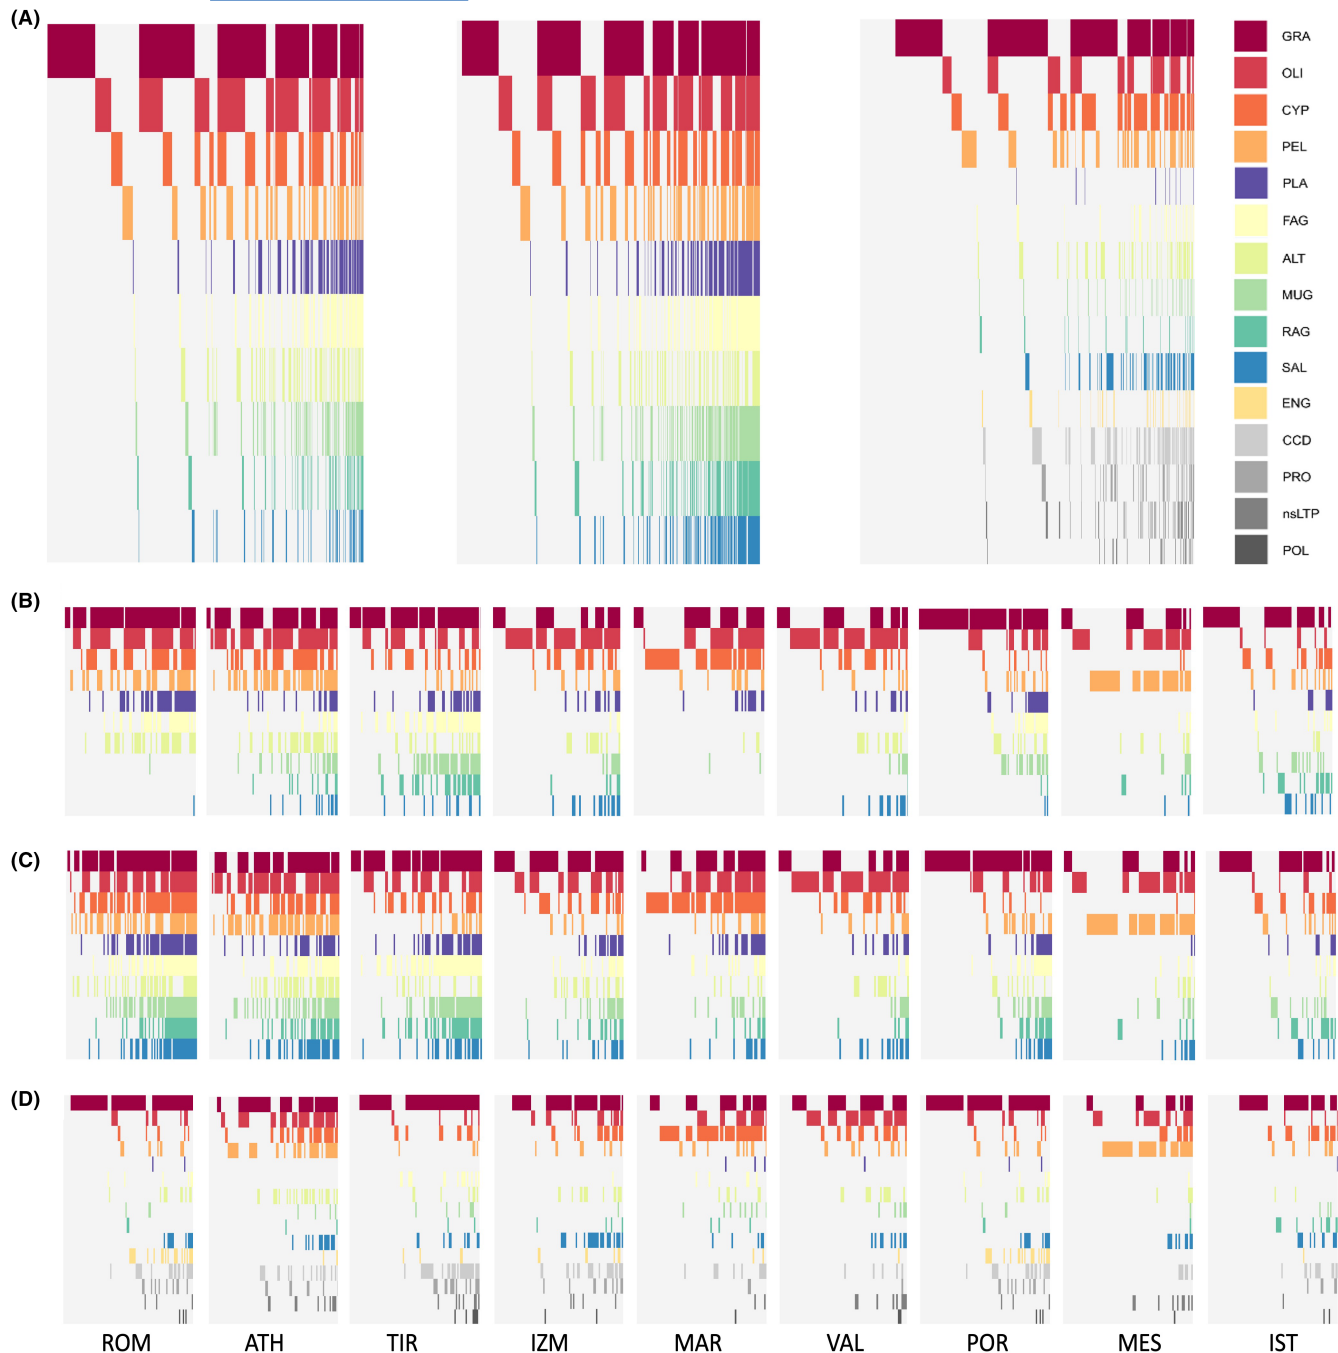 (A)
GRA
OLI
CYP
PEL
PLA
FAG
ALT
MUG
RAG
SAL
ENG
CCD
PRO
nsLTP
POL
(B)
(C)
(D)
ROM ATH TIR IZM MAR VAL POR MES IST